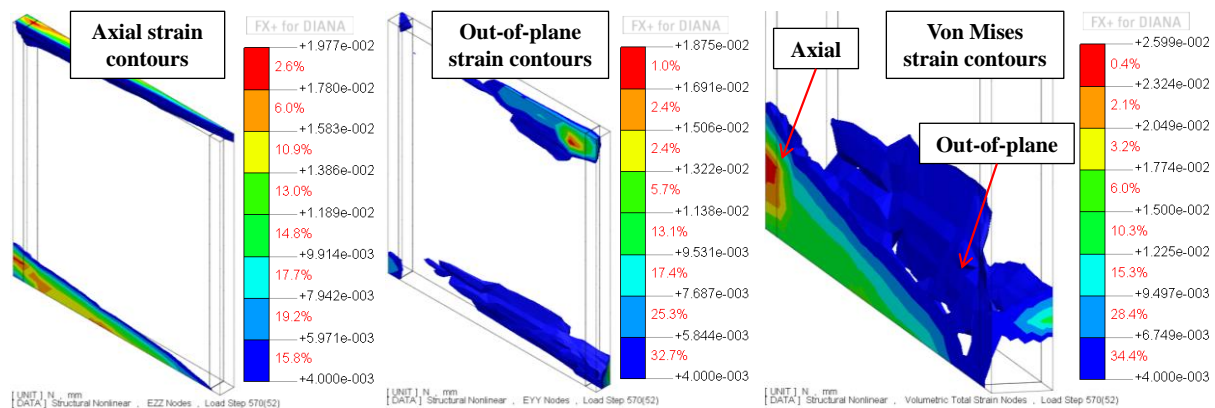 Axial strain
contours
FX+ for DIANA
+1.977e-002
2.6%
+1.780e-002
6.0%
+1.583e-002
10.9%
+1.386e-002
13.0%
+1.189e-002
14.8%
+9.914e-003
17.7%
+7.942e-003
19.2%
+5.971e-003
15.8%
+4.000e-003
[ UNIT ] N , mm
[ DATA ] Structural Nonlinear , EZZ Nodes , Load Step 570(52)
Out-of-plane
strain contours
FX+ for DIANA
+1.875e-002
1.0%
+1.691e-002
2.4%
+1.506e-002
2.4%
+1.322e-002
5.7%
+1.138e-002
13.1%
+9.531e-003
17.4%
+7.687e-003
25.3%
+5.844e-003
32.7%
+4.000e-003
[ UNIT ] N , mm
[ DATA ] Structural Nonlinear , EYY Nodes , Load Step 570(52)
Axial
Von Mises
strain contours
Out-of-plane
FX+ for DIANA
+2.599e-002
0.4%
+2.324e-002
2.1%
+2.049e-002
3.2%
+1.774e-002
6.0%
+1.500e-002
10.3%
+1.225e-002
15.3%
+9.497e-003
28.4%
+6.749e-003
34.4%
+4.000e-003
[ UNIT ] N , mm
[ DATA ] Structural Nonlinear , Volumetric Total Strain Nodes , Load Step 570(52)